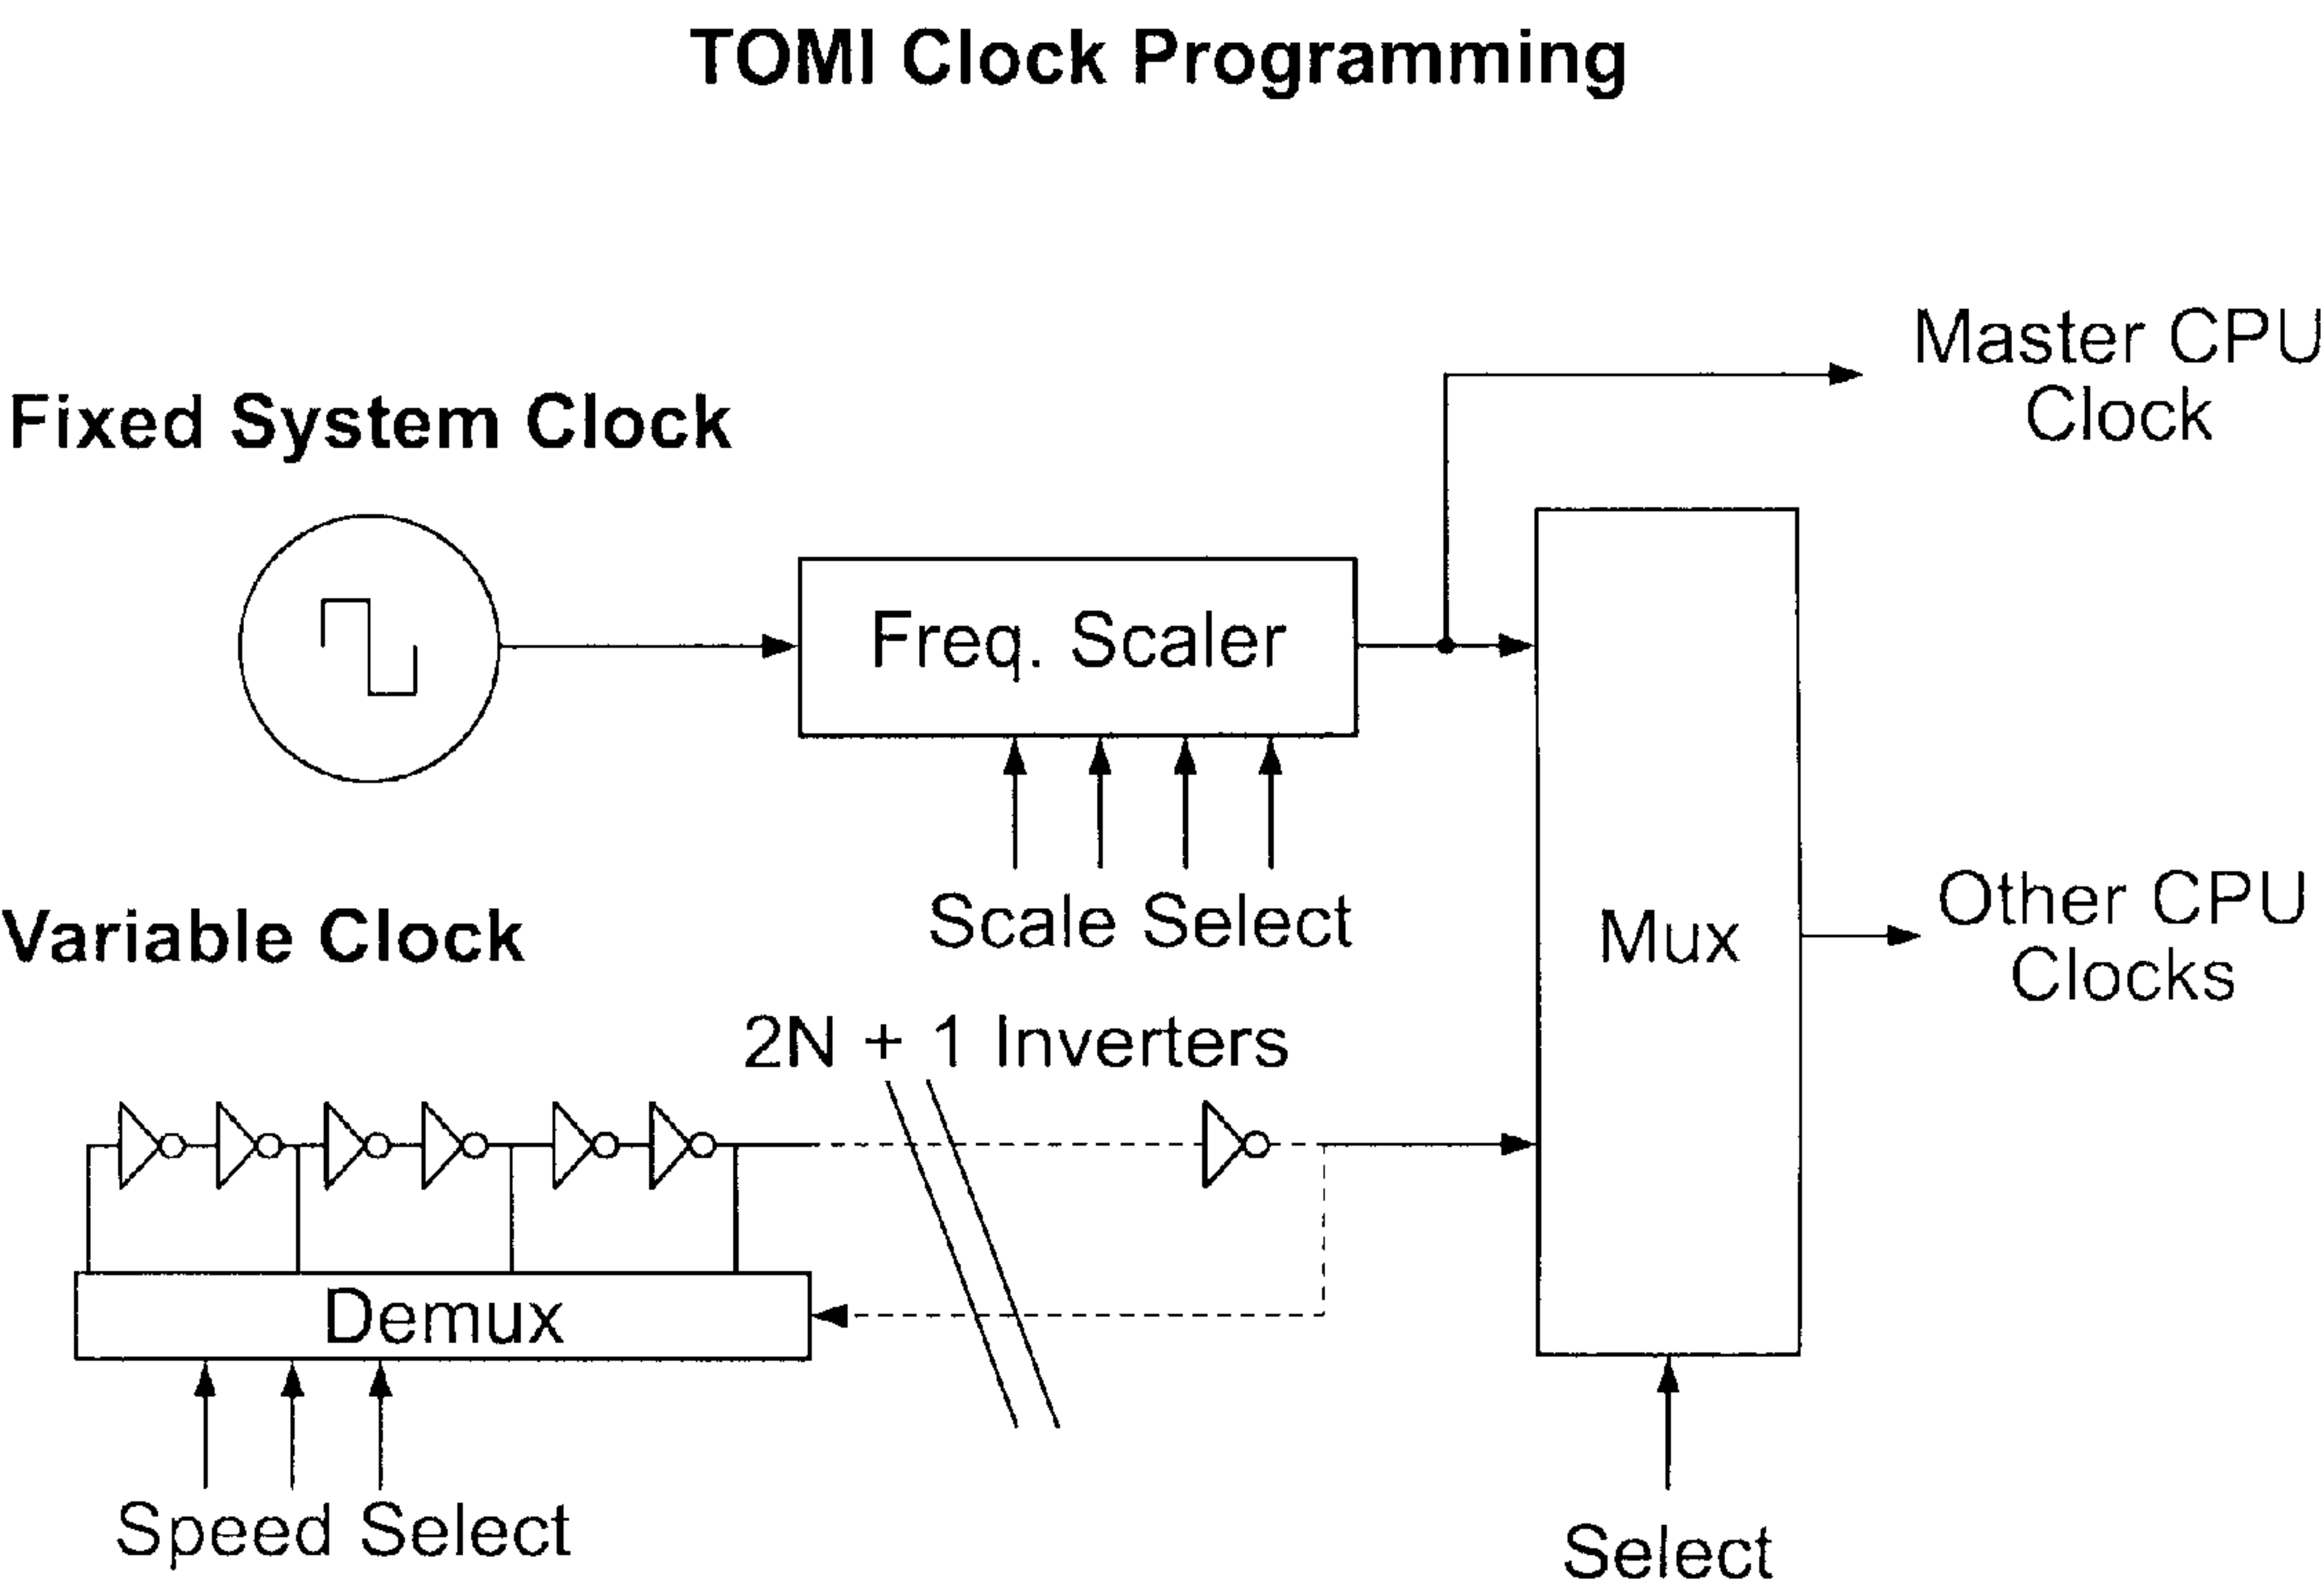 TOMI Clock Programming
Master CPU
Clock
Fixed System Clock
Freq. Scaler
Scale Select
Variable Clock
Mux
Other CPU
Clocks
2N + 1 Inverters
Demux
Speed Select
Select